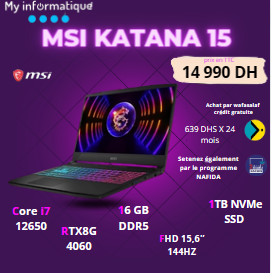 My informatique
MSI KATANA 15
prix en TTC
14 990 DH
msi
Achat par wafasalaf
crédit gratuite
639 DHS X 24
mois
Setenez également
par le programme
NAFIDA
Core i7
12650
RTX8G
4060
16 GB
DDR5
FHD 15,6"
144HZ
1TB NVMe
SSD